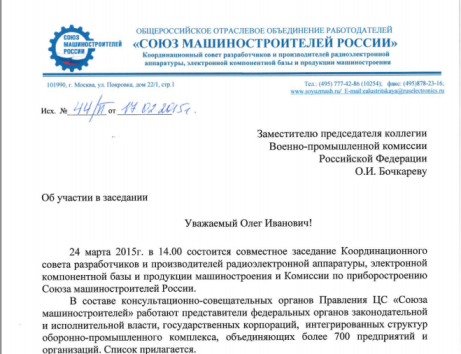 СОЮЗ
МАШИНОСТРОИТЕЛЕЙ
РОССИИ
ОБЩЕРОССИЙСКОЕ ОТРАСЛЕВОЕ ОБЪЕДИНЕНИЕ РАБОТОДАТЕЛЕЙ
«СОЮЗ МАШИНОСТРОИТЕЛЕЙ РОССИИ»
Координационный совет разработчиков и производителей радиоэлектронной
аппаратуры, электронной компонентной базы и продукции машиностроения
101990, г. Москва, ул. Покровка, дом 22/1, стр.1
Тел.: (495) 777-42-86 (10254); факс: (495)878-23-16;
E-mail
Исх. № 44/П от 17.02.2015г.
Заместителю председателя коллегии
Военно-промышленной комиссии
Российской Федерации
О.И. Бочкареву
Об участии в заседании
Уважаемый Олег Иванович!
24 марта 2015г. в 14.00 состоится совместное заседание Координационного
совета разработчиков и производителей радиоэлектронной аппаратуры, электронной
компонентной базы и продукции машиностроения и Комиссии по приборостроению
Союза машиностроителей России.
В составе консультационно-совещательных органов Правления ЦС «Союза
машиностроителей» работают представители федеральных органов законодательной
и исполнительной власти, государственных корпораций, интегрированных структур
оборонно-промышленного комплекса, объединяющих более 700 предприятий и
организаций. Список прилагается.